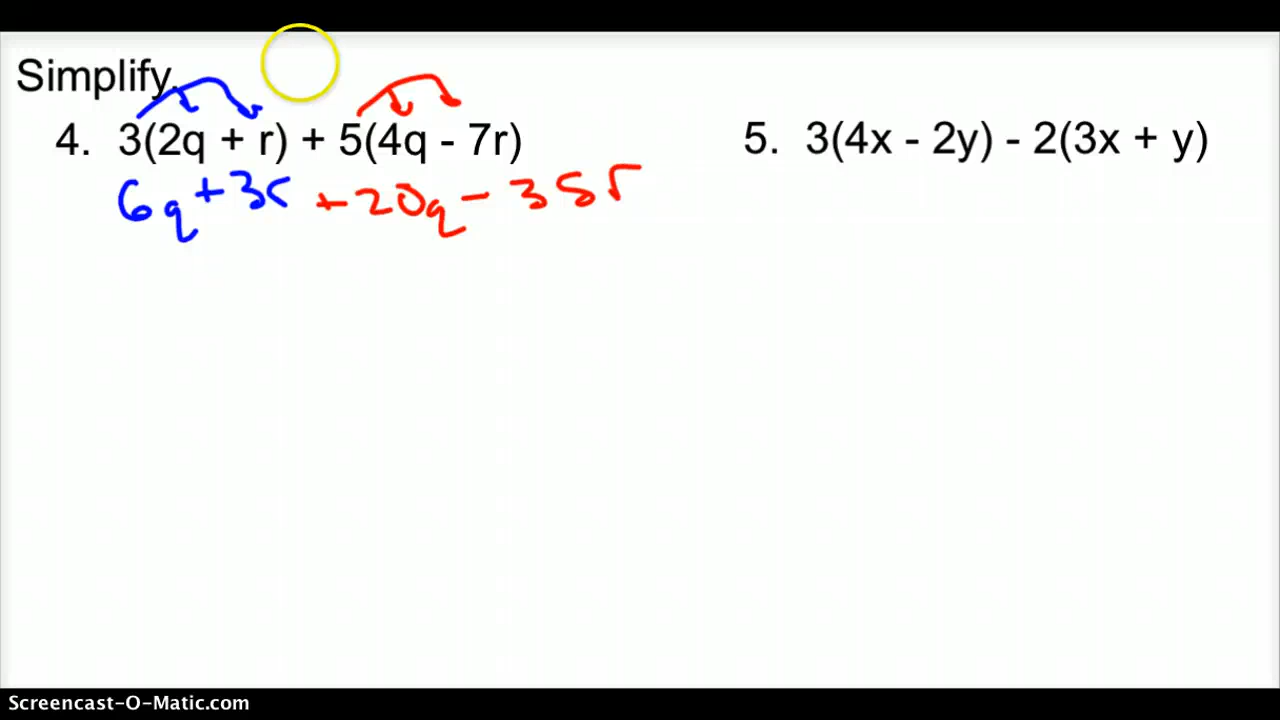 Simplify.
4. 3(2q + r) + 5(4q - 7r)
6q + 3r + 20q - 35r
5. 3(4x - 2y) - 2(3x + y)
Screencast-O-Matic.com